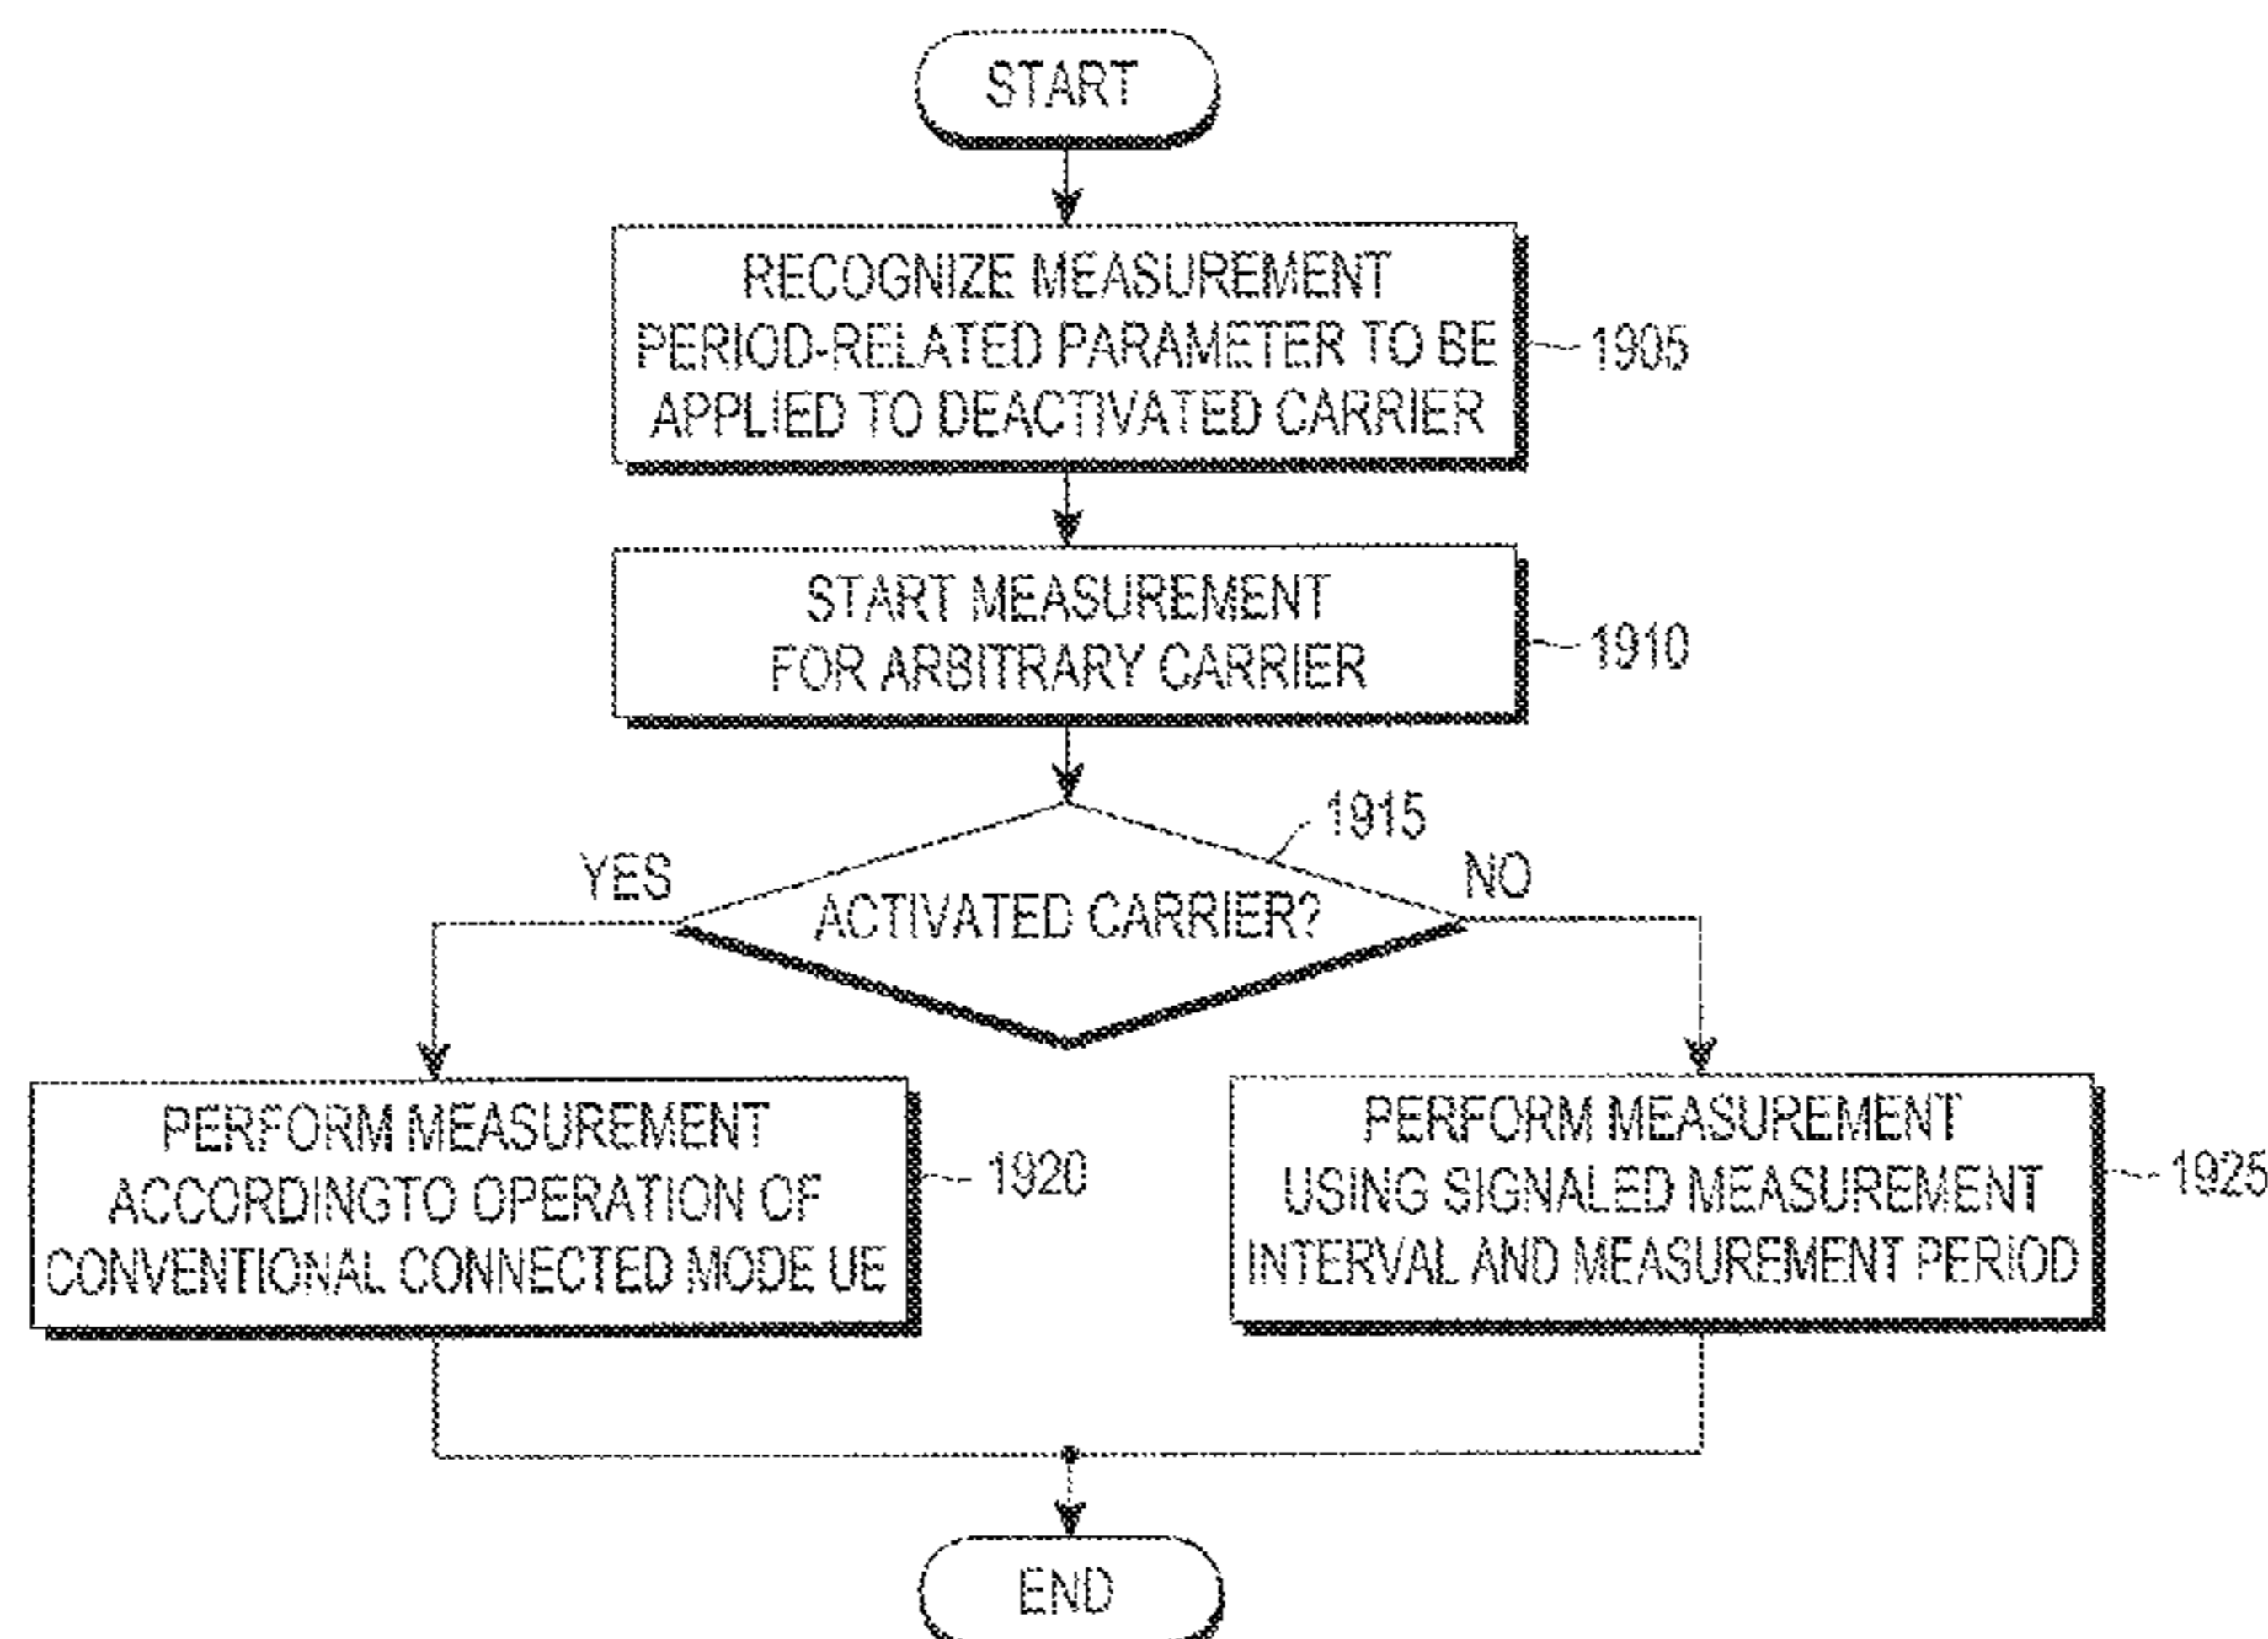 START
RECOGNIZE MEASUREMENT
PERIOD-RELATED PARAMETER TO BE
APPLIED TO DEACTIVATED CARRIER
1905
START MEASUREMENT
FOR ARBITRARY CARRIER
1910
1915
YES
NO
ACTIVATED CARRIER?
PERFORM MEASUREMENT
ACCORDINGTO OPERATION OF
CONVENTIONAL CONNECTED MODE UE
1920
PERFORM MEASUREMENT
USING SIGNALED MEASUREMENT
INTERVAL AND MEASUREMENT PERIOD
1925
END